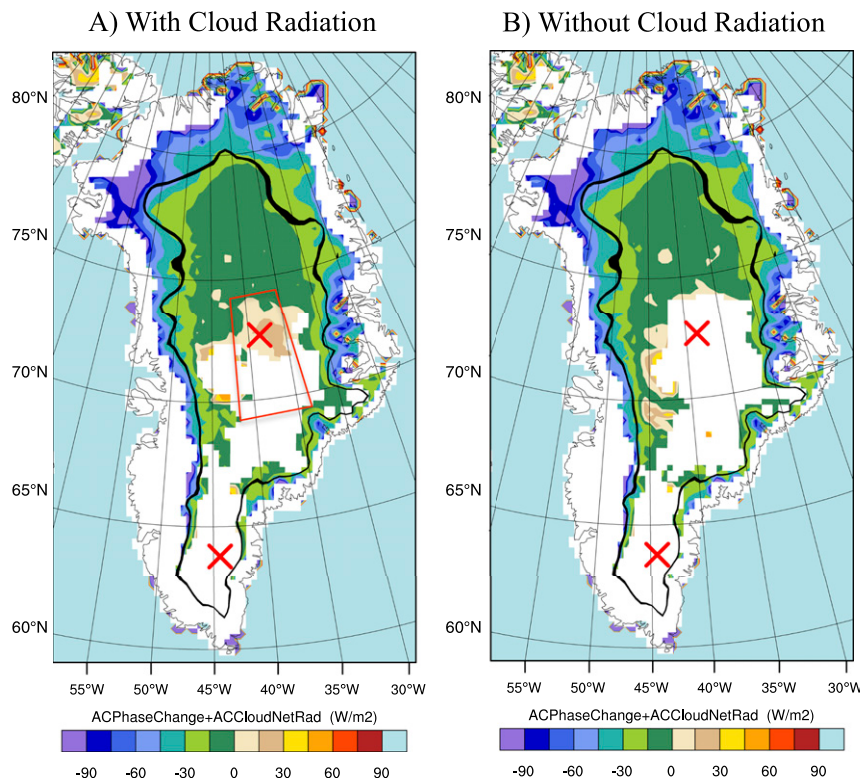 A) With Cloud Radiation
B) Without Cloud Radiation
80°N
75°N
70°N
65°N
60°N
80°N
75°N
70°N
65°N
60°N
55°W 50°W 45°W 40°W 35°W 30°W
55°W 50°W 45°W 40°W 35°W 30°W
ACPhaseChange+ACCloudNetRad (W/m2)
-90 -60 -30 0 30 60 90
ACPhaseChange+ACCloudNetRad (W/m2)
-90 -60 -30 0 30 60 90